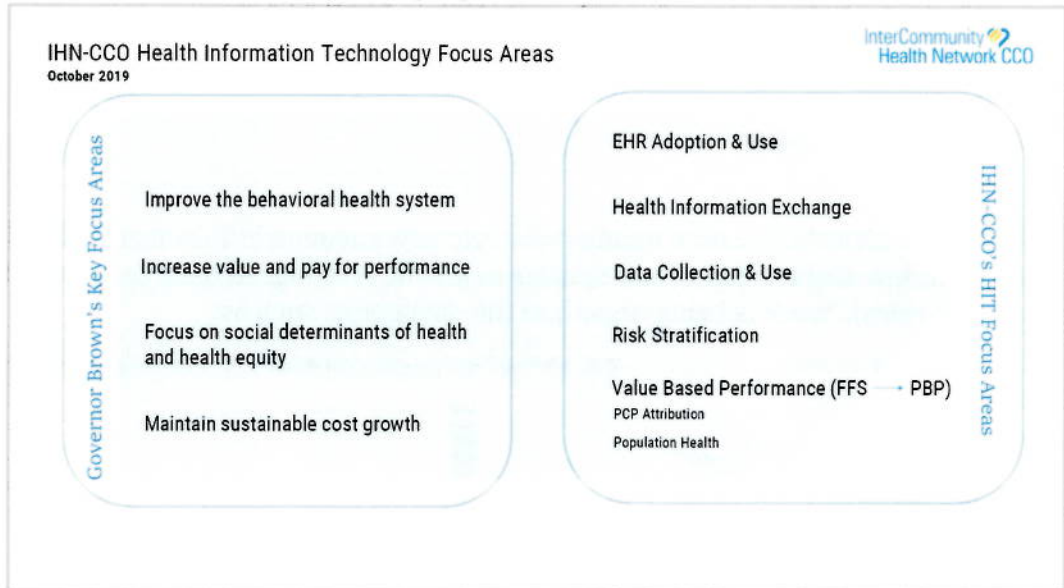 IHN-CCO Health Information Technology Focus Areas
October 2019
InterCommunity
Health Network CCO
Governor Brown's Key Focus Areas
Improve the behavioral health system
Increase value and pay for performance
Focus on social determinants of health
and health equity
Maintain sustainable cost growth
EHR Adoption & Use
Health Information Exchange
Data Collection & Use
Risk Stratification
Value Based Performance (FFS → PBP)
PCP Attribution
Population Health
IHN-CCO's HIT Focus Areas